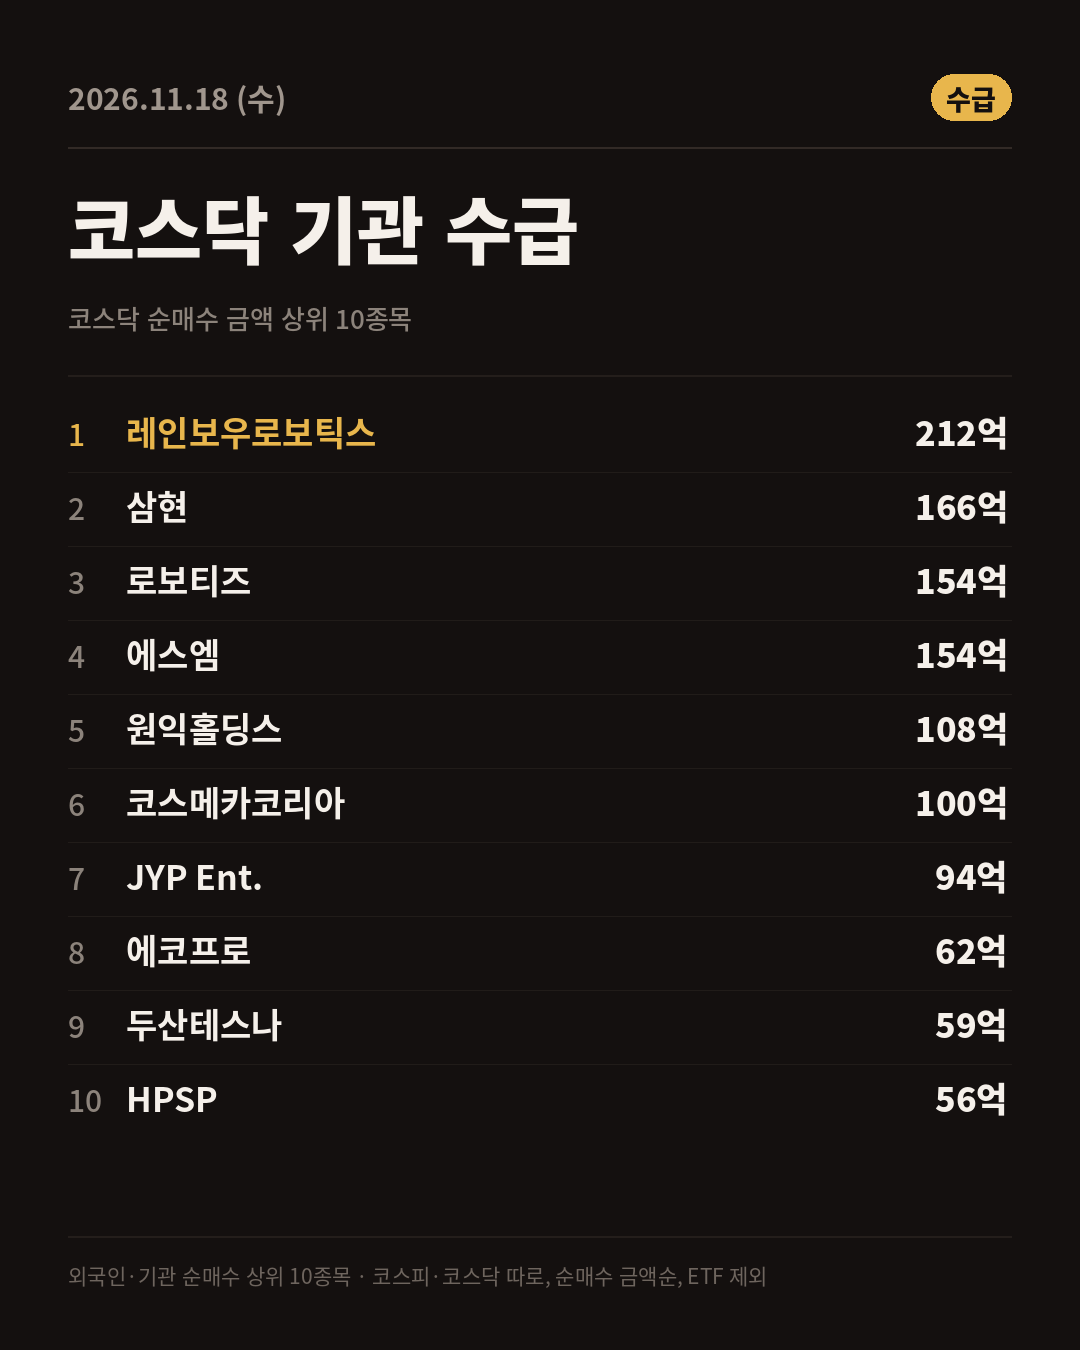 2026.11.18 (수)
수급
코스닥 기관 수급
코스닥 순매수 금액 상위 10종목
1 레인보우로보틱스 212억
2 삼현 166억
3 로보티즈 154억
4 에스엠 154억
5 원익홀딩스 108억
6 코스메카코리아 100억
7 JYP Ent. 94억
8 에코프로 62억
9 두산테스나 59억
10 HPSP 56억
외국인·기관 순매수 상위 10종목 · 코스피·코스닥 따로, 순매수 금액순, ETF 제외